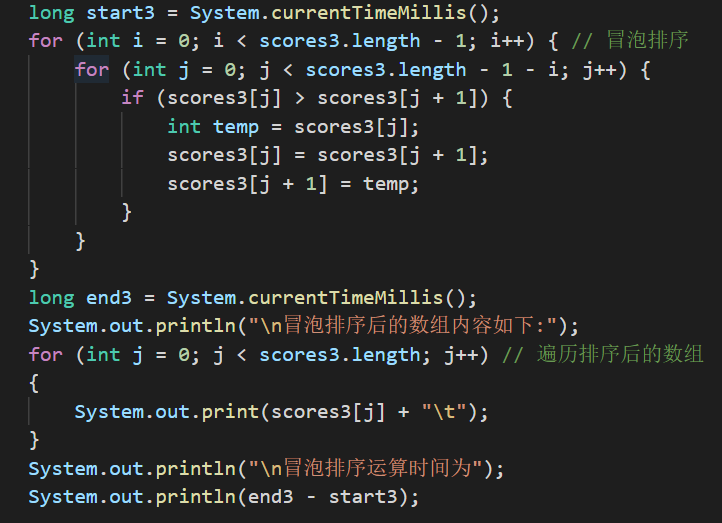 long start3 = System.currentTimeMillis();
for (int i = 0; i < scores3.length - 1; i++) { // 冒泡排序
for (int j = 0; j < scores3.length - 1 - i; j++) {
if (scores3[j] > scores3[j + 1]) {
int temp = scores3[j];
scores3[j] = scores3[j + 1];
scores3[j + 1] = temp;
}
}
}
long end3 = System.currentTimeMillis();
System.out.println("\n冒泡排序后的数组内容如下:");
for (int j = 0; j < scores3.length; j++) // 遍历排序后的数组
{
System.out.print(scores3[j] + "\t");
}
System.out.println("\n冒泡排序运算时间为");
System.out.println(end3 - start3);